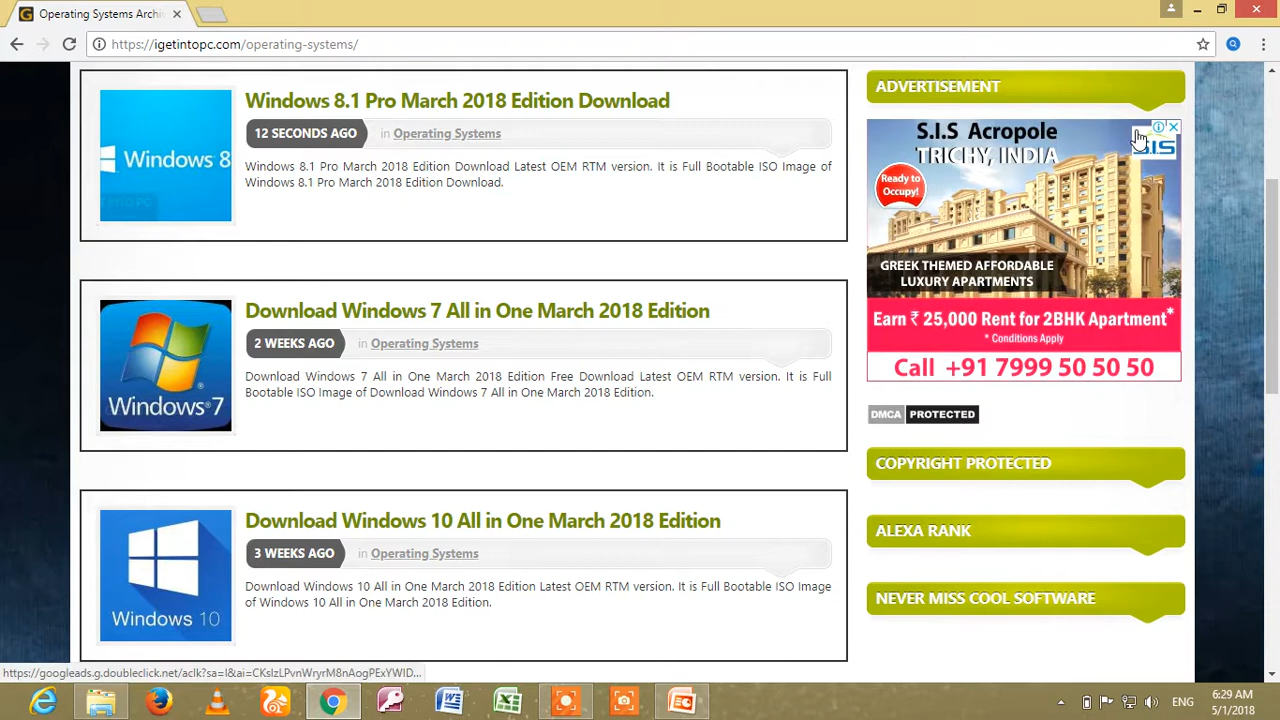 Operating Systems Archi
https://igetintopc.com/operating-systems/
Windows 8.1 Pro March 2018 Edition Download
12 SECONDS AGO in Operating Systems
Windows 8.1 Pro March 2018 Edition Download Latest OEM RTM version. It is Full Bootable ISO Image of
Windows 8.1 Pro March 2018 Edition Download.
Windows 8
Download Windows 7 All in One March 2018 Edition
2 WEEKS AGO in Operating Systems
Download Windows 7 All in One March 2018 Edition Free Download Latest OEM RTM version. It is Full
Bootable ISO Image of Download Windows 7 All in One March 2018 Edition.
Windows®7
Download Windows 10 All in One March 2018 Edition
3 WEEKS AGO in Operating Systems
Download Windows 10 All in One March 2018 Edition Latest OEM RTM version. It is Full Bootable ISO Image
of Windows 10 All in One March 2018 Edition.
Windows 10
ADVERTISEMENT
S.I.S Acropole
TRICHY, INDIA
Ready to
Occupy!
GREEK THEMED AFFORDABLE
LUXURY APARTMENTS
Earn ₹ 25,000 Rent for 2BHK Apartment*
* Conditions Apply
Call +91 7999 50 50 50
DMCA PROTECTED
COPYRIGHT PROTECTED
ALEXA RANK
NEVER MISS COOL SOFTWARE
https://googleads.g.doubleclick.net/aclk?sa=l&ai=CKsIzLPvnWryrM8nAogPExYWID...
ENG
6:29 AM
5/1/2018